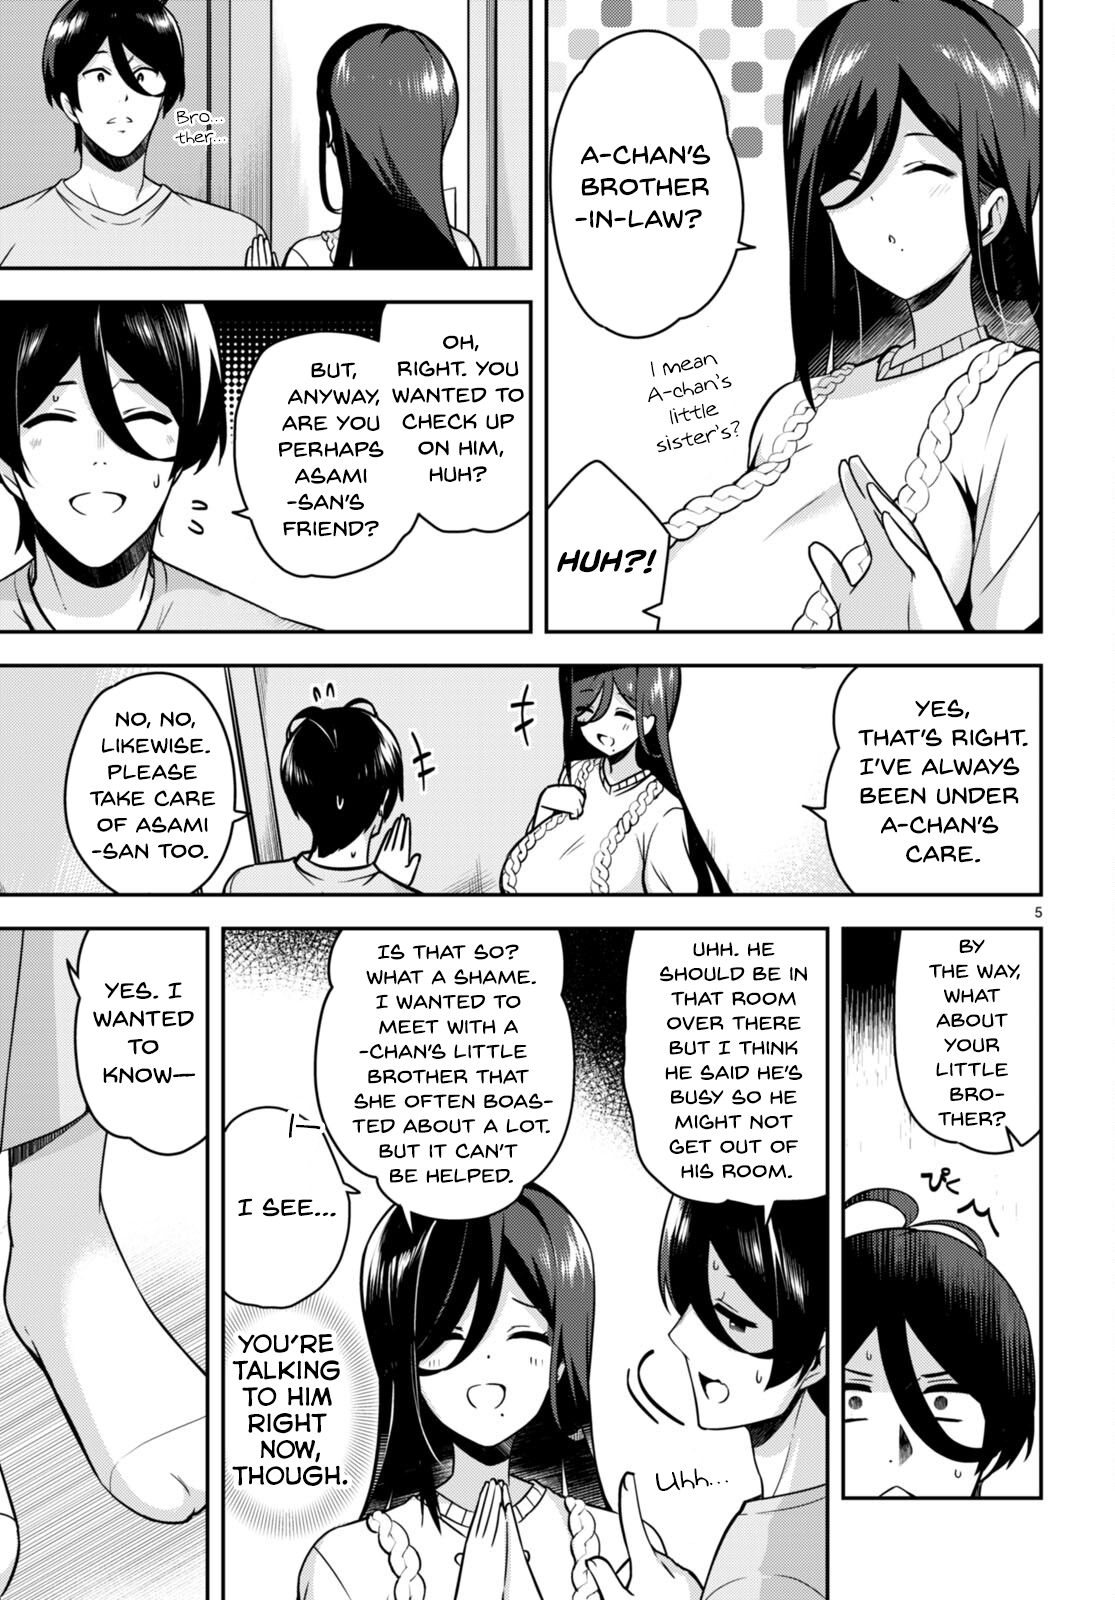 A-CHAN'S
BROTHER
-IN-LAW?
I mean
A-chan's
little
sister's?
HUH?!
Bro...
ther...
OH,
RIGHT. YOU
WANTED TO
CHECK UP
ON HIM,
HUH?
BUT,
ANYWAY,
ARE YOU
PERHAPS
ASAMI
-SAN'S
FRIEND?
YES,
THAT'S RIGHT.
I'VE ALWAYS
BEEN UNDER
A-CHAN'S
CARE.
NO, NO,
LIKEWISE.
PLEASE
TAKE CARE
OF ASAMI
-SAN TOO.
5
BY
THE WAY,
WHAT
ABOUT
YOUR
LITTLE
BRO-
THER?
びくっ
UHH. HE
SHOULD BE IN
THAT ROOM
OVER THERE
BUT I THINK
HE SAID HE'S
BUSY SO HE
MIGHT NOT
GET OUT OF
HIS ROOM.
Uhh...
IS THAT SO?
WHAT A SHAME.
I WANTED TO
MEET WITH A
-CHAN'S LITTLE
BROTHER THAT
SHE OFTEN BOAS-
TED ABOUT A LOT.
BUT IT CAN'T
BE HELPED.
I SEE...
YOU'RE
TALKING
TO HIM
RIGHT
NOW,
THOUGH.
YES. I
WANTED
TO
KNOW—